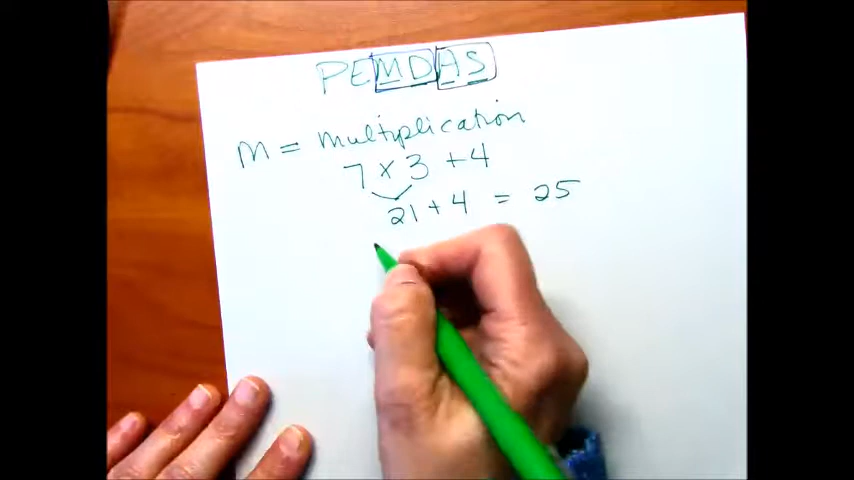 PEMDAS
M = Multiplication
7 × 3 + 4
21 + 4 = 25